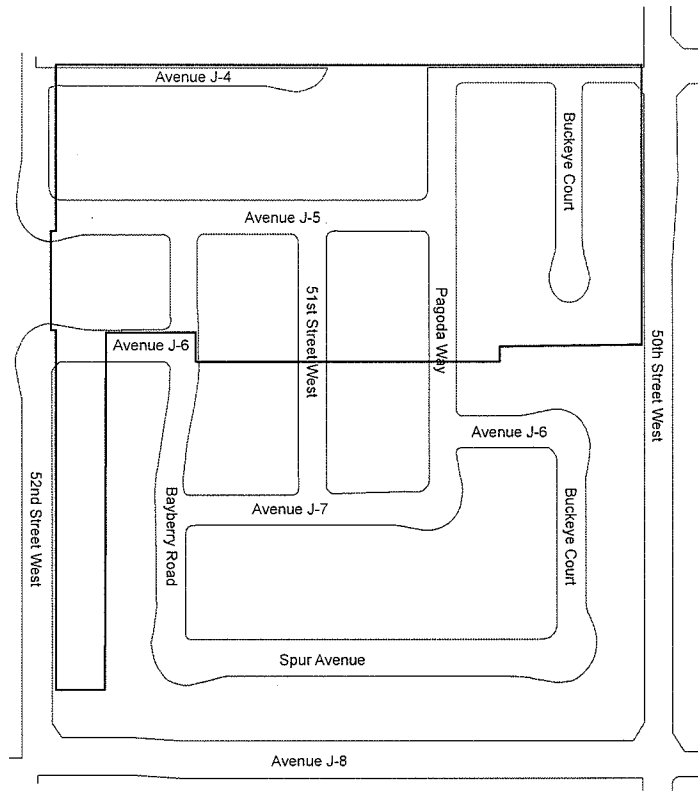 Avenue J-4
Buckeye Court
Avenue J-5
51st Street West
Pagoda Way
50th Street West
Avenue J-6
Avenue J-6
52nd Street West
Bayberry Road
Buckeye Court
Avenue J-7
Spur Avenue
Avenue J-8